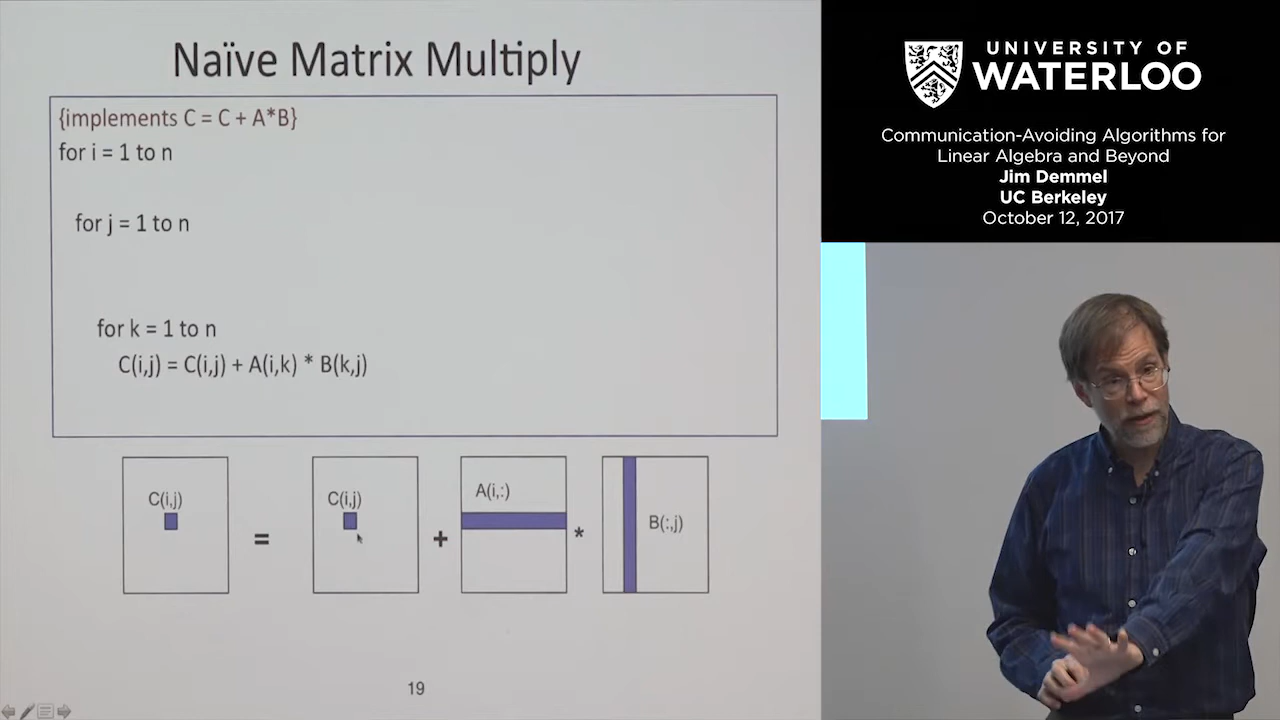 Naïve Matrix Multiply
{implements C = C + A*B}
for i = 1 to n
for j = 1 to n
for k = 1 to n
C(i,j) = C(i,j) + A(i,k) * B(k,j)
C(i,j)
=
C(i,j)
+
A(i,:)
*
B(:,j)
19
UNIVERSITY OF
WATERLOO
Communication-Avoiding Algorithms for
Linear Algebra and Beyond
Jim Demmel
UC Berkeley
October 12, 2017